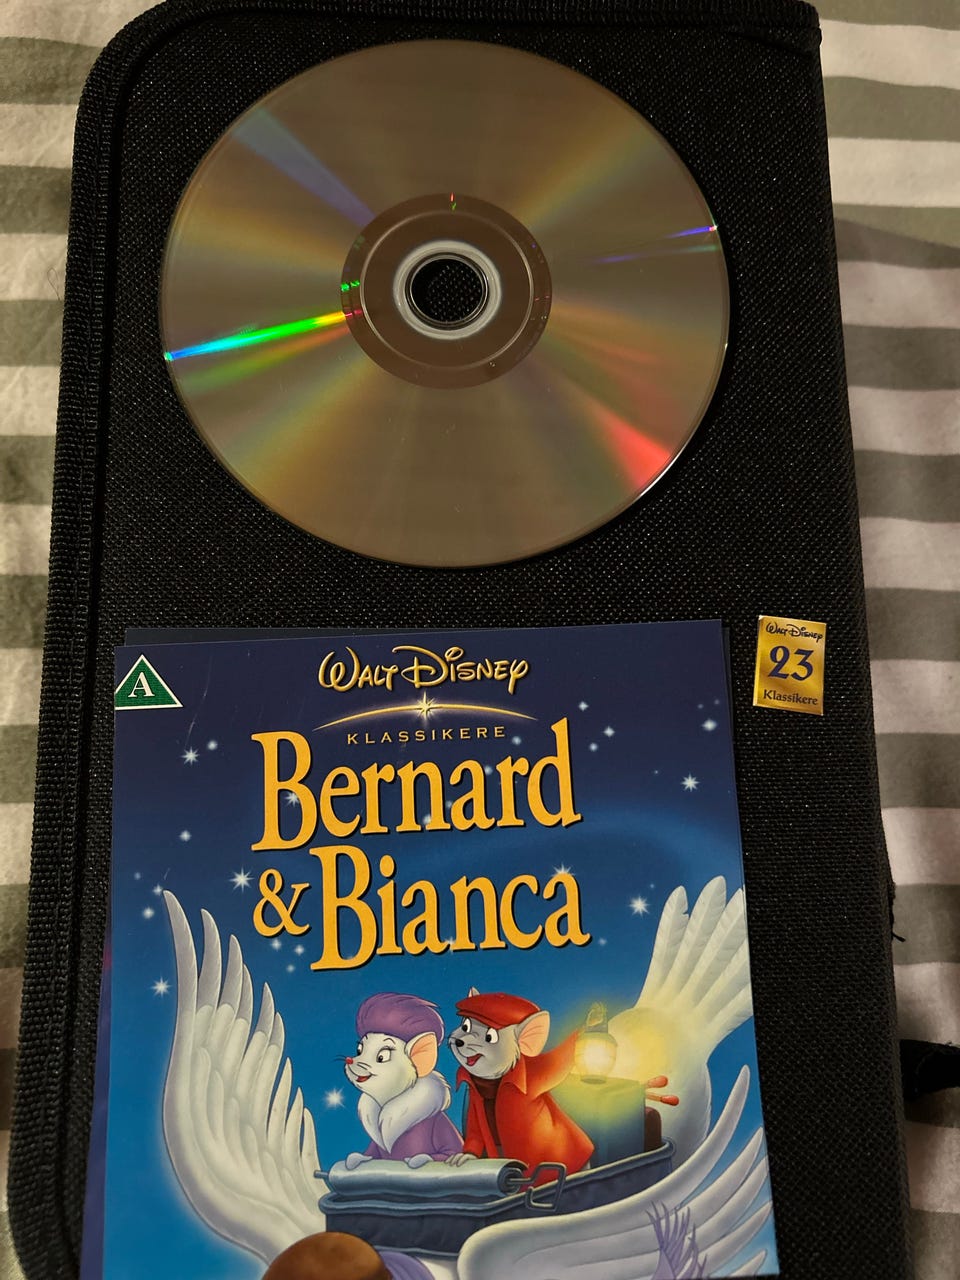 A
WALT DISNEY
KLASSIKERE
Bernard
& Bianca
WALT DISNEY
23
Klassikere